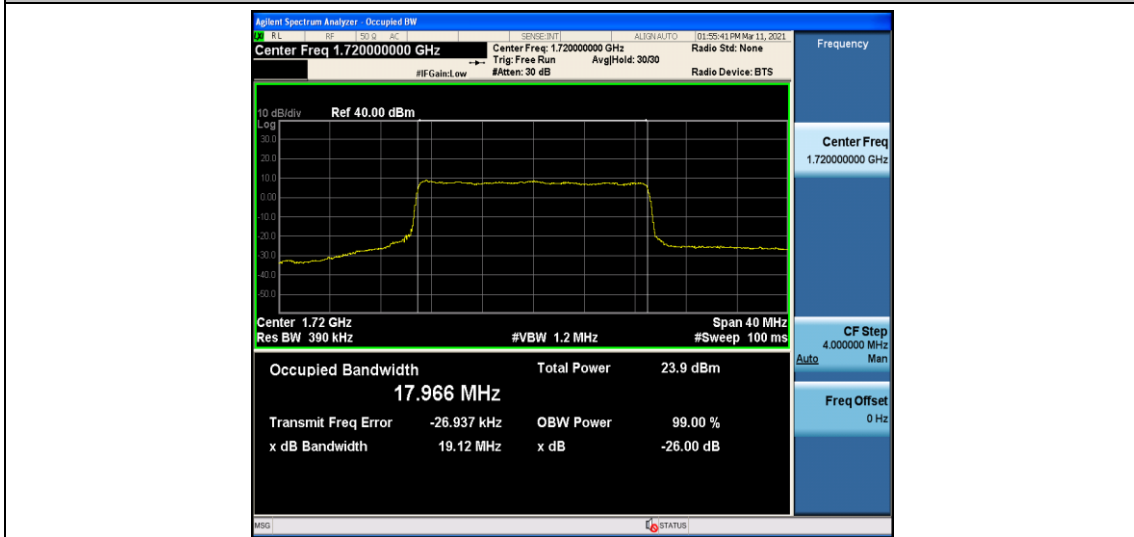 Agilent Spectrum Analyzer - Occupied BW
RL RF 50 Ω AC SENSE:INT ALIGN AUTO 01:55:41 PM Mar 11, 2021
Center Freq 1.720000000 GHz Center Freq: 1.720000000 GHz Radio Std: None Frequency
Trig: Free Run Avg|Hold: 30/30
#IFGain:Low #Atten: 30 dB Radio Device: BTS
10 dB/div Ref 40.00 dBm
Log
30.0
20.0
10.0
0.00
-10.0
-20.0
-30.0
-40.0
-50.0
Center Freq
1.720000000 GHz
Center 1.72 GHz Span 40 MHz
Res BW 390 kHz #VBW 1.2 MHz #Sweep 100 ms
CF Step
4.000000 MHz
Auto Man
Occupied Bandwidth Total Power 23.9 dBm
17.966 MHz
Transmit Freq Error -26.937 kHz OBW Power 99.00 %
x dB Bandwidth 19.12 MHz x dB -26.00 dB
Freq Offset
0 Hz
MSG STATUS